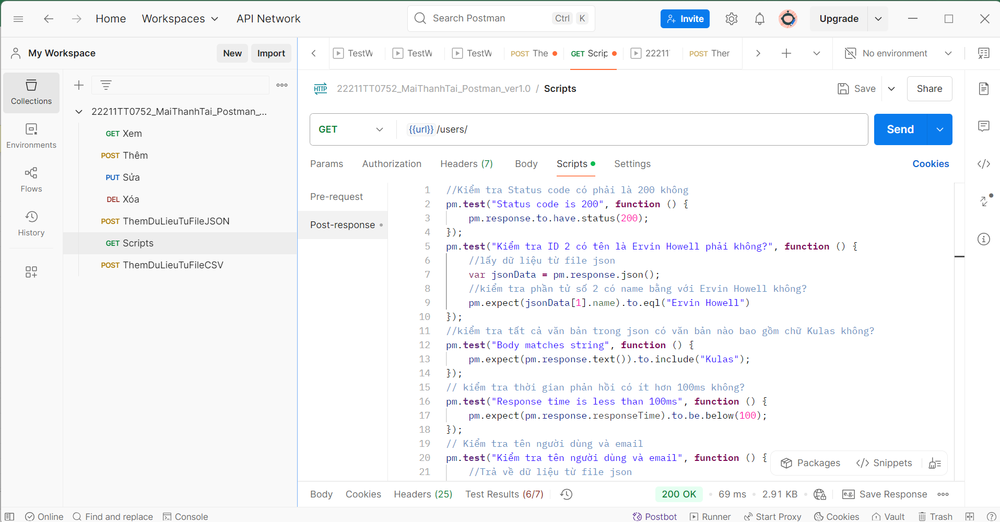 Home Workspaces API Network Search Postman Ctrl K Invite Upgrade
My Workspace New Import
TestW TestW TestW POST The GET Scrip 22211 POST Ther No environment
Collections
Environments
Flows
History
22211TT0752_MaiThanhTai_Postman_...
GET Xem
POST Thêm
PUT Sửa
DEL Xóa
POST ThemDuLieuTuFileJSON
GET Scripts
POST ThemDuLieuTuFileCSV
HTTP 22211TT0752_MaiThanhTai_Postman_ver1.0 / Scripts Save Share
GET {{url}}/users/ Send
Params Authorization Headers (7) Body Scripts Settings Cookies
Pre-request
Post-response
1 //Kiểm tra Status code có phải là 200 không
2 pm.test("Status code is 200", function () {
3 pm.response.to.have.status(200);
4 });
5 pm.test("Kiểm tra ID 2 có tên là Ervin Howell phải không?", function () {
6 //lấy dữ liệu từ file json
7 var jsonData = pm.response.json();
8 //kiểm tra phần tử số 2 có name bằng với Ervin Howell không?
9 pm.expect(jsonData[1].name).to.eql("Ervin Howell")
10 });
11 //kiểm tra tất cả văn bản trong json có văn bản nào bao gồm chữ Kulas không?
12 pm.test("Body matches string", function () {
13 pm.expect(pm.response.text()).to.include("Kulas");
14 });
15 // kiểm tra thời gian phản hồi có ít hơn 100ms không?
16 pm.test("Response time is less than 100ms", function () {
17 pm.expect(pm.response.responseTime).to.be.below(100);
18 });
19 // Kiểm tra tên người dùng và email
20 pm.test("Kiểm tra tên người dùng và email", function () {
21 //Trả về dữ liệu từ file json
Packages </> Snippets
Body Cookies Headers (25) Test Results (6/7) 200 OK 69 ms 2.91 KB e.g. Save Response
Online Find and replace Console Postbot Runner Start Proxy Cookies Vault Trash